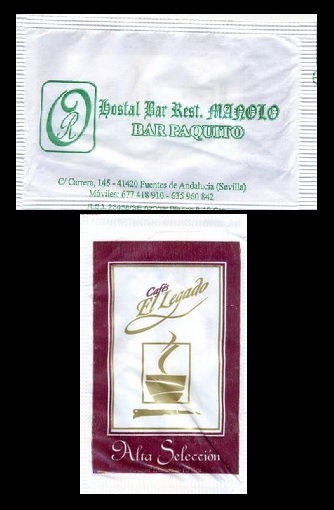 R
Hostal Bar Rest. MANOLO
BAR PAQUITO
C/ Carrera, 145 - 41420 Fuentes de Andalucía (Sevilla)
Móviles: 677 418 910 - 635 960 842
Cafés
El Legado
Alta Selección